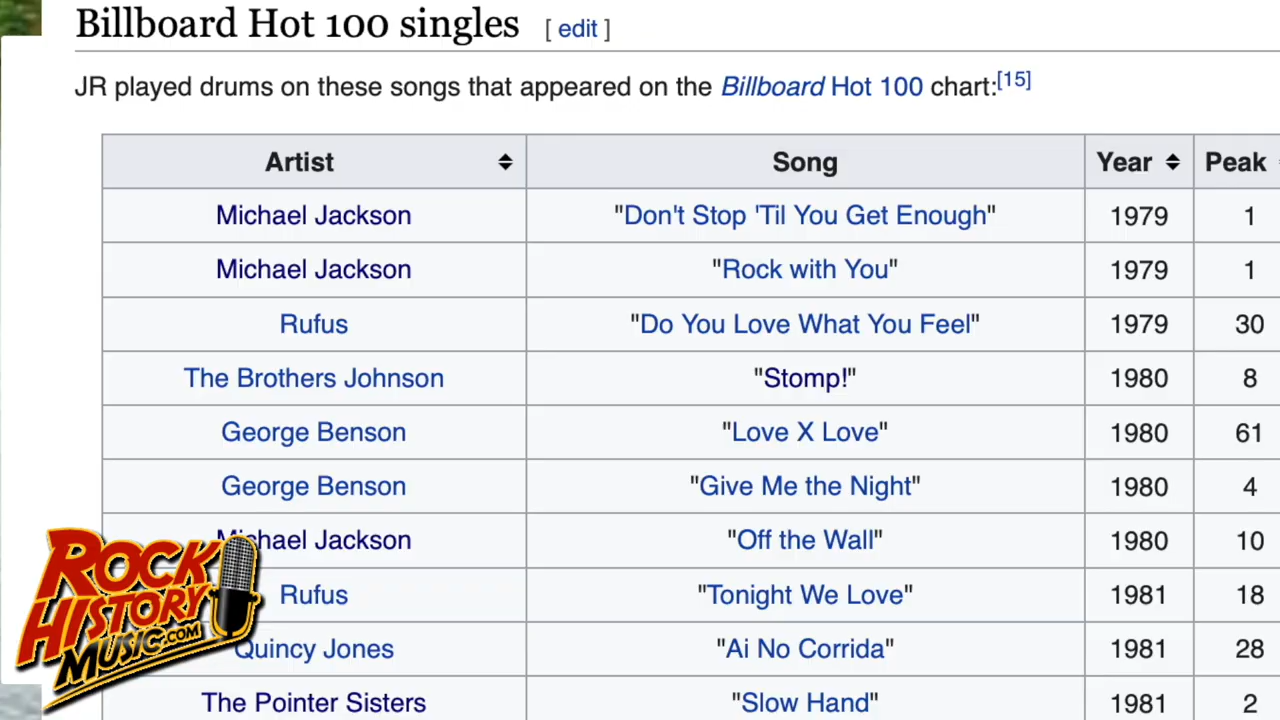 Billboard Hot 100 singles [ edit ]
JR played drums on these songs that appeared on the Billboard Hot 100 chart:[15]
Artist Song Year Peak
Michael Jackson "Don't Stop 'Til You Get Enough" 1979 1
Michael Jackson "Rock with You" 1979 1
Rufus "Do You Love What You Feel" 1979 30
The Brothers Johnson "Stomp!" 1980 8
George Benson "Love X Love" 1980 61
George Benson "Give Me the Night" 1980 4
Michael Jackson "Off the Wall" 1980 10
Rufus "Tonight We Love" 1981 18
Quincy Jones "Ai No Corrida" 1981 28
The Pointer Sisters "Slow Hand" 1981 2
ROCK
HISTORY
MUSIC.COM